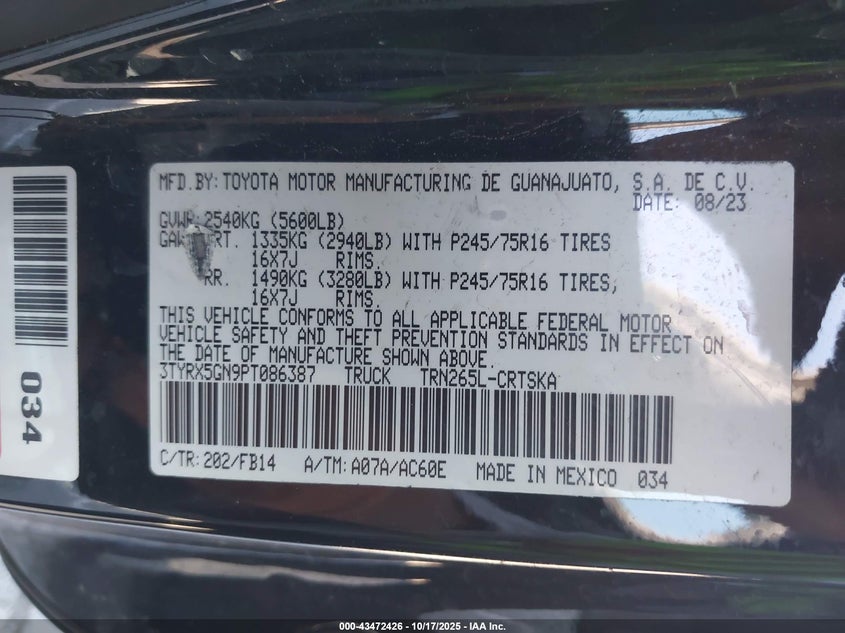 MFD.BY:TOYOTA MOTOR MANUFACTURING DE GUANAJUATO, S.A. DE C.V.
DATE: 08/23
GVWR:2540KG (5600LB)
RT. 1335KG (2940LB) WITH P245/75R16 TIRES
16X7J RIMS,
RR. 1490KG (3280LB) WITH P245/75R16 TIRES,
16X7J RIMS.
THIS VEHICLE CONFORMS TO ALL APPLICABLE FEDERAL MOTOR
VEHICLE SAFETY AND THEFT PREVENTION STANDARDS IN EFFECT ON
THE DATE OF MANUFACTURE SHOWN ABOVE.
3TYRX5GN9PT086387 TRUCK TRN265L-CRTSKA
C/TR:202/FB14 A/TM:A07A/AC60E MADE IN MEXICO 034
034
000-43472426 - 10/17/2025 - IAA Inc.